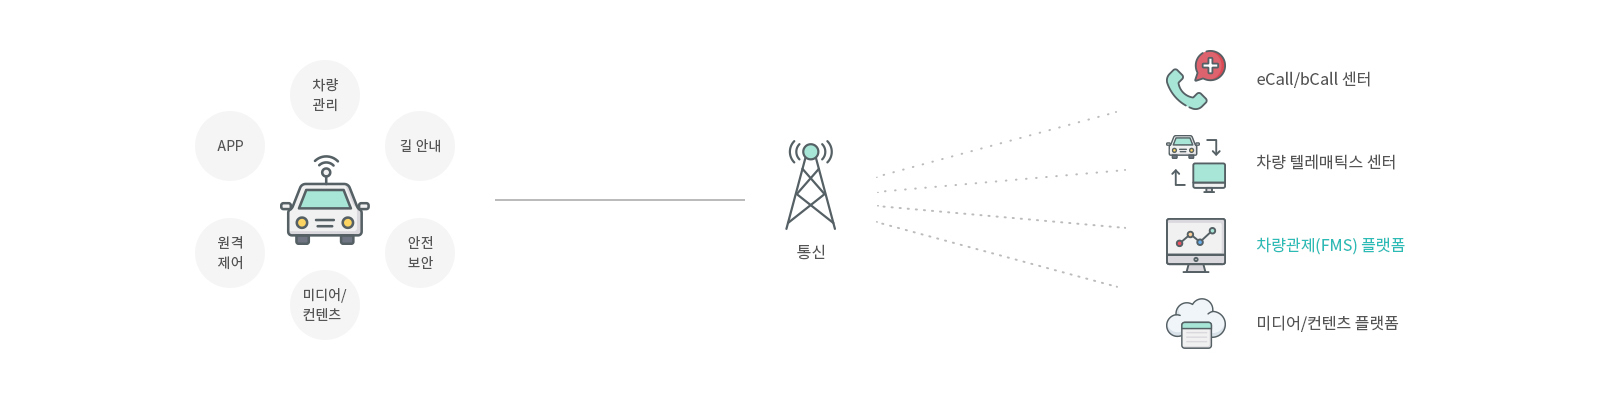 차량
관리
APP
길 안내
원격
제어
안전
보안
미디어/
컨텐츠
통신
eCall/bCall 센터
차량 텔레매틱스 센터
차량관제(FMS) 플랫폼
미디어/컨텐츠 플랫폼